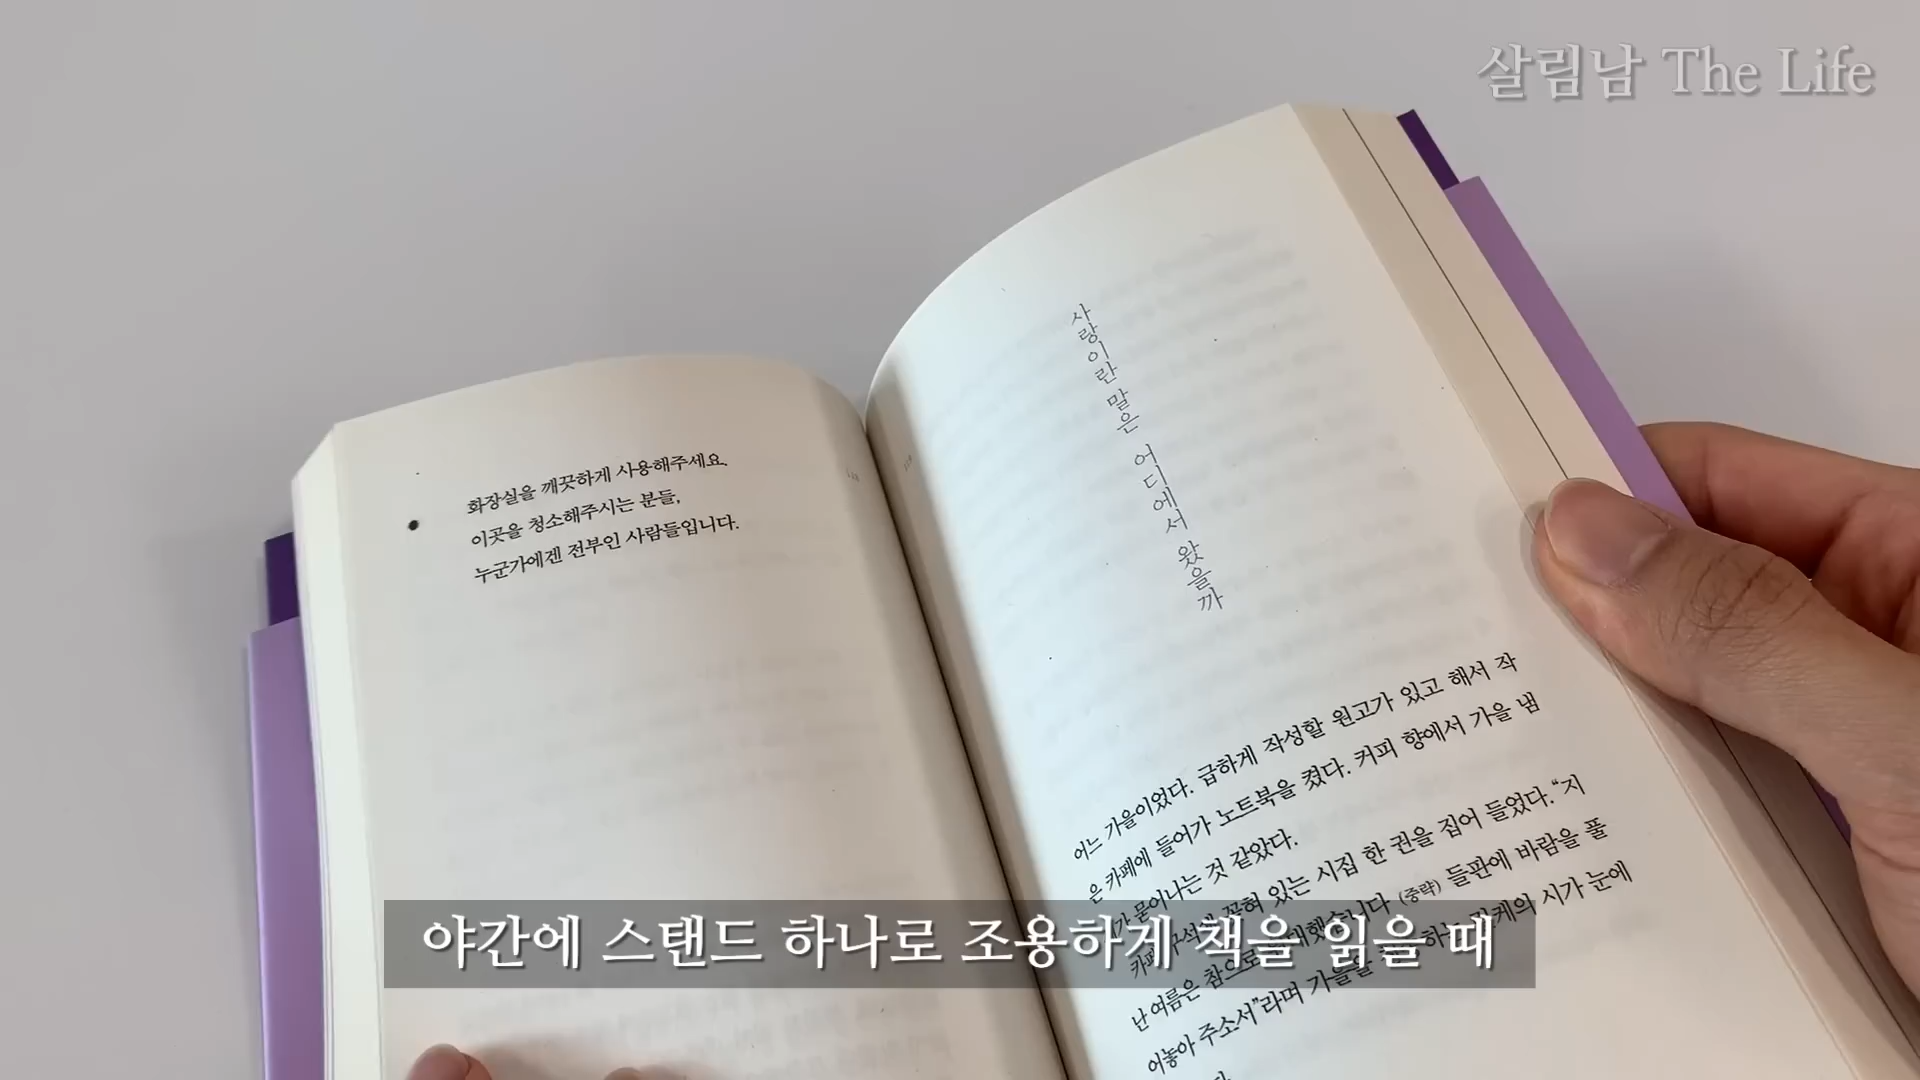 살림남 The Life
화장실을 깨끗하게 사용해주세요.
이곳을 청소해주시는 분들,
누군가에겐 전부인 사람들입니다.
사랑이란 말은 어디에서 왔을까
어느 가을이었다. 급하게 작성할 원고가 있고 해서 작
은 카페에 들어가 노트북을 켰다. 커피 향에서 가을 냄
가 묻어나는 것 같았다.
꽂혀 있는 시집 한 권을 집어 들었다. “지
난 여름은 참으로 (중략) 들판에 바람을 풀
어놓아 주소서”라며 가을을 시가 눈에
야간에 스탠드 하나로 조용하게 책을 읽을 때